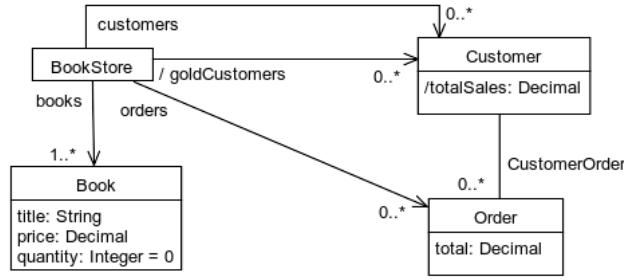 customers
0..*
BookStore
/ goldCustomers
0..*
Customer
/totalSales: Decimal
books
orders
1..*
Book
title: String
price: Decimal
quantity: Integer = 0
CustomerOrder
0..*
0..*
Order
total: Decimal